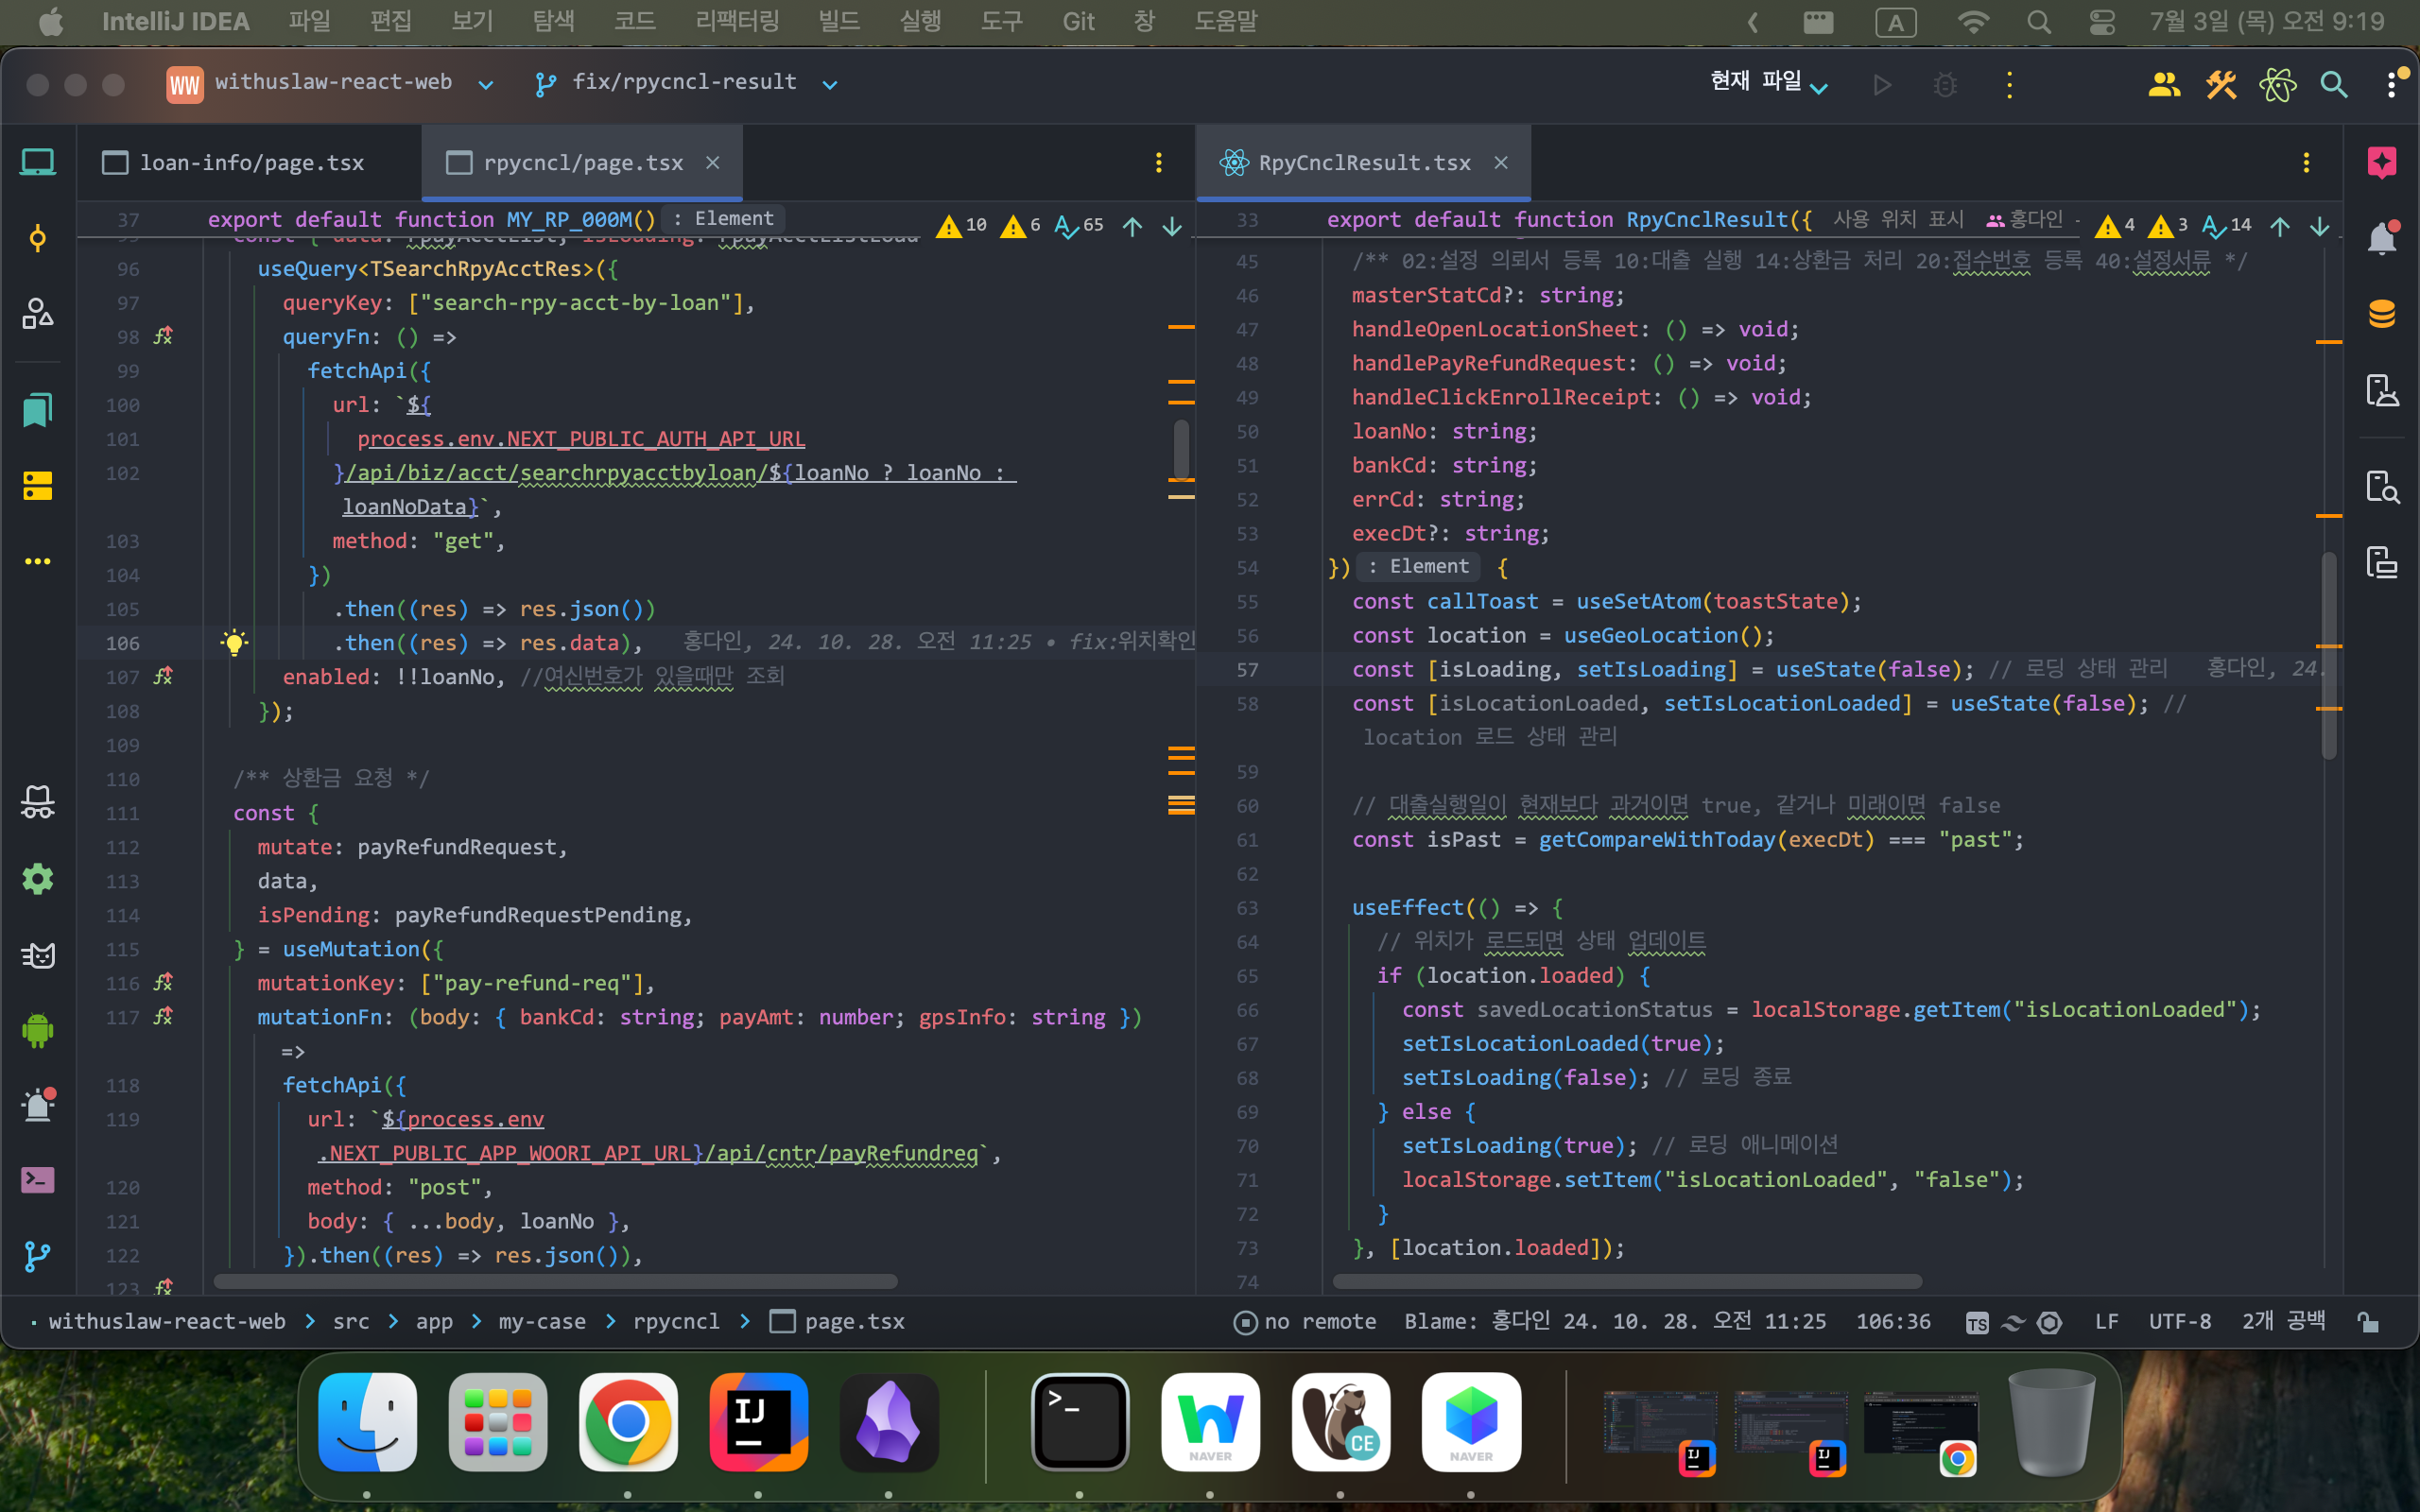 IntelliJ IDEA 파일 편집 보기 탐색 코드 리팩터링 빌드 실행 도구 Git 창 도움말 A 7월 3일 (목) 오전 9:19
WW withuslaw-react-web fix/rpycncl-result 현재 파일
loan-info/page.tsx rpycncl/page.tsx
37 export default function MY_RP_000M() : Element 10 6 65
96 useQuery<TSearchRpyAcctRes>({
97 queryKey: ["search-rpy-acct-by-loan"],
98 queryFn: () =>
99 fetchApi({
100 url: `${
101 process.env.NEXT_PUBLIC_AUTH_API_URL
102 }/api/biz/acct/searchrpyacctbyloan/${loanNo ? loanNo :
loanNoData}`,
103 method: "get",
104 })
105 .then((res) => res.json())
106 .then((res) => res.data), 홍다인, 24. 10. 28. 오전 11:25 • fix:위치확인
107 enabled: !!loanNo, //여신번호가 있을때만 조회
108 });
109
110 /** 상환금 요청 */
111 const {
112 mutate: payRefundRequest,
113 data,
114 isPending: payRefundRequestPending,
115 } = useMutation({
116 mutationKey: ["pay-refund-req"],
117 mutationFn: (body: { bankCd: string; payAmt: number; gpsInfo: string })
=>
118 fetchApi({
119 url: `${process.env
.NEXT_PUBLIC_APP_WOORI_API_URL}/api/cntr/payRefundreq`,
120 method: "post",
121 body: { ...body, loanNo },
122 }).then((res) => res.json()),
123
RpyCnclResult.tsx
33 export default function RpyCnclResult({ 사용 위치 표시 홍다인 4 3 14
45 /** 02:설정 의뢰서 등록 10:대출 실행 14:상환금 처리 20:접수번호 등록 40:설정서류 */
46 masterStatCd?: string;
47 handleOpenLocationSheet: () => void;
48 handlePayRefundRequest: () => void;
49 handleClickEnrollReceipt: () => void;
50 loanNo: string;
51 bankCd: string;
52 errCd: string;
53 execDt?: string;
54 }) : Element {
55 const callToast = useSetAtom(toastState);
56 const location = useGeoLocation();
57 const [isLoading, setIsLoading] = useState(false); // 로딩 상태 관리 홍다인, 24.
58 const [isLocationLoaded, setIsLocationLoaded] = useState(false); //
location 로드 상태 관리
59
60 // 대출실행일이 현재보다 과거이면 true, 같거나 미래이면 false
61 const isPast = getCompareWithToday(execDt) === "past";
62
63 useEffect(() => {
64 // 위치가 로드되면 상태 업데이트
65 if (location.loaded) {
66 const savedLocationStatus = localStorage.getItem("isLocationLoaded");
67 setIsLocationLoaded(true);
68 setIsLoading(false); // 로딩 종료
69 } else {
70 setIsLoading(true); // 로딩 애니메이션
71 localStorage.setItem("isLocationLoaded", "false");
72 }
73 }, [location.loaded]);
74
withuslaw-react-web > src > app > my-case > rpycncl > page.tsx no remote Blame: 홍다인 24. 10. 28. 오전 11:25 106:36 TS LF UTF-8 2개 공백
IJ >_ NAVER CE NAVER IJ IJ